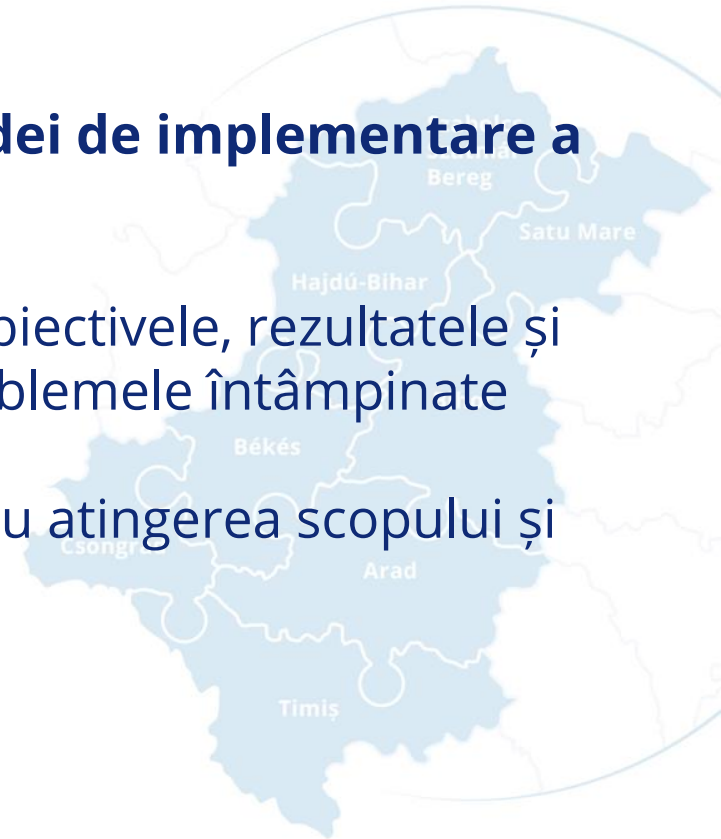 dei de implementare a
Bereg
Satu Mare
Hajdú-Bihar
biectivele, rezultatele și
blemele întâmpinate
Békés
u atingerea scopului și
Arad
Timiș